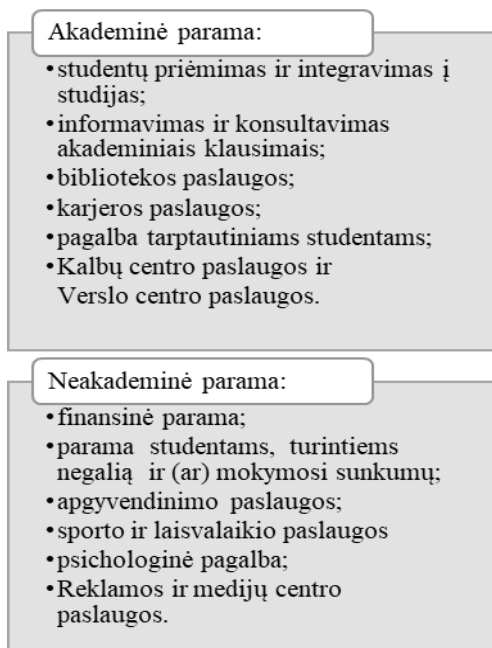 Akademinė parama:
•studentų priėmimas ir integravimas į
studijas;
•informavimas ir konsultavimas
akademiniais klausimais;
•bibliotekos paslaugos;
•karjeros paslaugos;
•pagalba tarptautiniams studentams;
•Kalbų centro paslaugos ir
Verslo centro paslaugos.
Neakademinė parama:
•finansinė parama;
•parama studentams, turintiems
negalią ir (ar) mokymosi sunkumų;
•apgyvendinimo paslaugos;
•sporto ir laisvalaikio paslaugos
•psichologinė pagalba;
•Reklamos ir medijų centro
paslaugos.